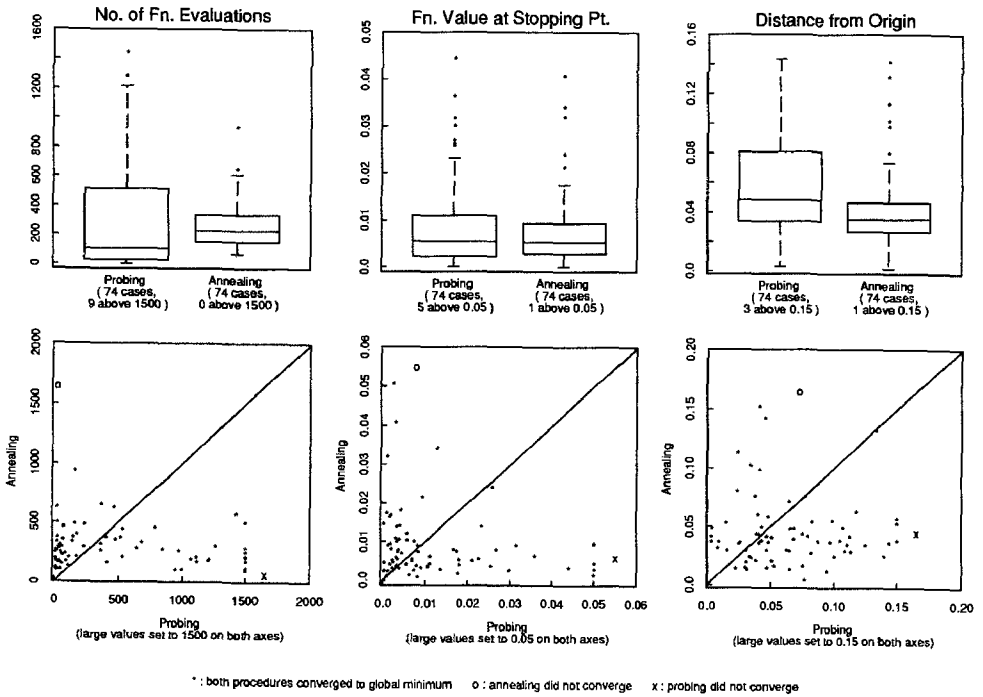 No. of Fn. Evaluations
1600
1200
800
600
400
200
0
Probing
( 74 cases,
9 above 1500 )
Annealing
( 74 cases,
0 above 1500 )
Fn. Value at Stopping Pt.
0.05
0.04
0.03
0.02
0.01
0.0
Probing
( 74 cases,
5 above 0.05 )
Annealing
( 74 cases,
1 above 0.05 )
Distance from Origin
0.16
0.12
0.08
0.04
0.0
Probing
( 74 cases,
3 above 0.15 )
Annealing
( 74 cases,
1 above 0.15 )
2000
1500
1000
500
0
Annealing
0 500 1000 1500 2000
Probing
(large values set to 1500 on both axes)
0.06
0.05
0.04
0.03
0.02
0.01
0.0
Annealing
0.0 0.01 0.02 0.03 0.04 0.05 0.06
Probing
(large values set to 0.05 on both axes)
0.20
0.15
0.10
0.05
0.0
Annealing
0.0 0.05 0.10 0.15 0.20
Probing
(large values set to 0.15 on both axes)
* : both procedures converged to global minimum o : annealing did not converge x : probing did not converge